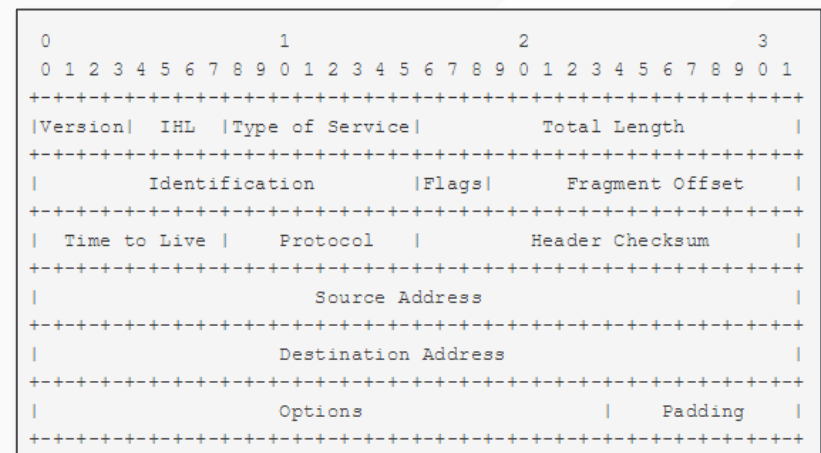 0                   1                   2                   3
 0 1 2 3 4 5 6 7 8 9 0 1 2 3 4 5 6 7 8 9 0 1 2 3 4 5 6 7 8 9 0 1
+-+-+-+-+-+-+-+-+-+-+-+-+-+-+-+-+-+-+-+-+-+-+-+-+-+-+-+-+-+-+-+-+
|Version|  IHL  |Type of Service|          Total Length         |
+-+-+-+-+-+-+-+-+-+-+-+-+-+-+-+-+-+-+-+-+-+-+-+-+-+-+-+-+-+-+-+-+
|         Identification        |Flags|      Fragment Offset    |
+-+-+-+-+-+-+-+-+-+-+-+-+-+-+-+-+-+-+-+-+-+-+-+-+-+-+-+-+-+-+-+-+
|  Time to Live |    Protocol   |         Header Checksum       |
+-+-+-+-+-+-+-+-+-+-+-+-+-+-+-+-+-+-+-+-+-+-+-+-+-+-+-+-+-+-+-+-+
|                       Source Address                          |
+-+-+-+-+-+-+-+-+-+-+-+-+-+-+-+-+-+-+-+-+-+-+-+-+-+-+-+-+-+-+-+-+
|                    Destination Address                        |
+-+-+-+-+-+-+-+-+-+-+-+-+-+-+-+-+-+-+-+-+-+-+-+-+-+-+-+-+-+-+-+-+
|                    Options                    |    Padding    |
+-+-+-+-+-+-+-+-+-+-+-+-+-+-+-+-+-+-+-+-+-+-+-+-+-+-+-+-+-+-+-+-+